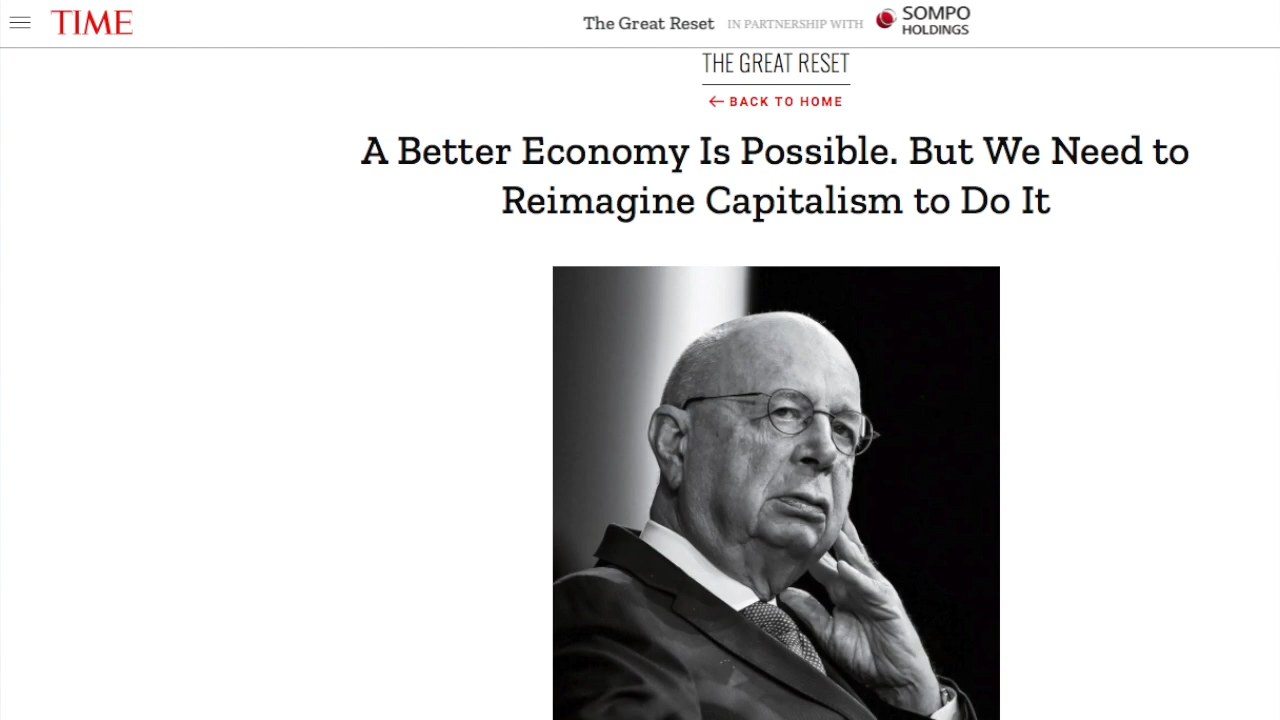 TIME
The Great Reset IN PARTNERSHIP WITH SOMPO
HOLDINGS
THE GREAT RESET
← BACK TO HOME
A Better Economy Is Possible. But We Need to
Reimagine Capitalism to Do It